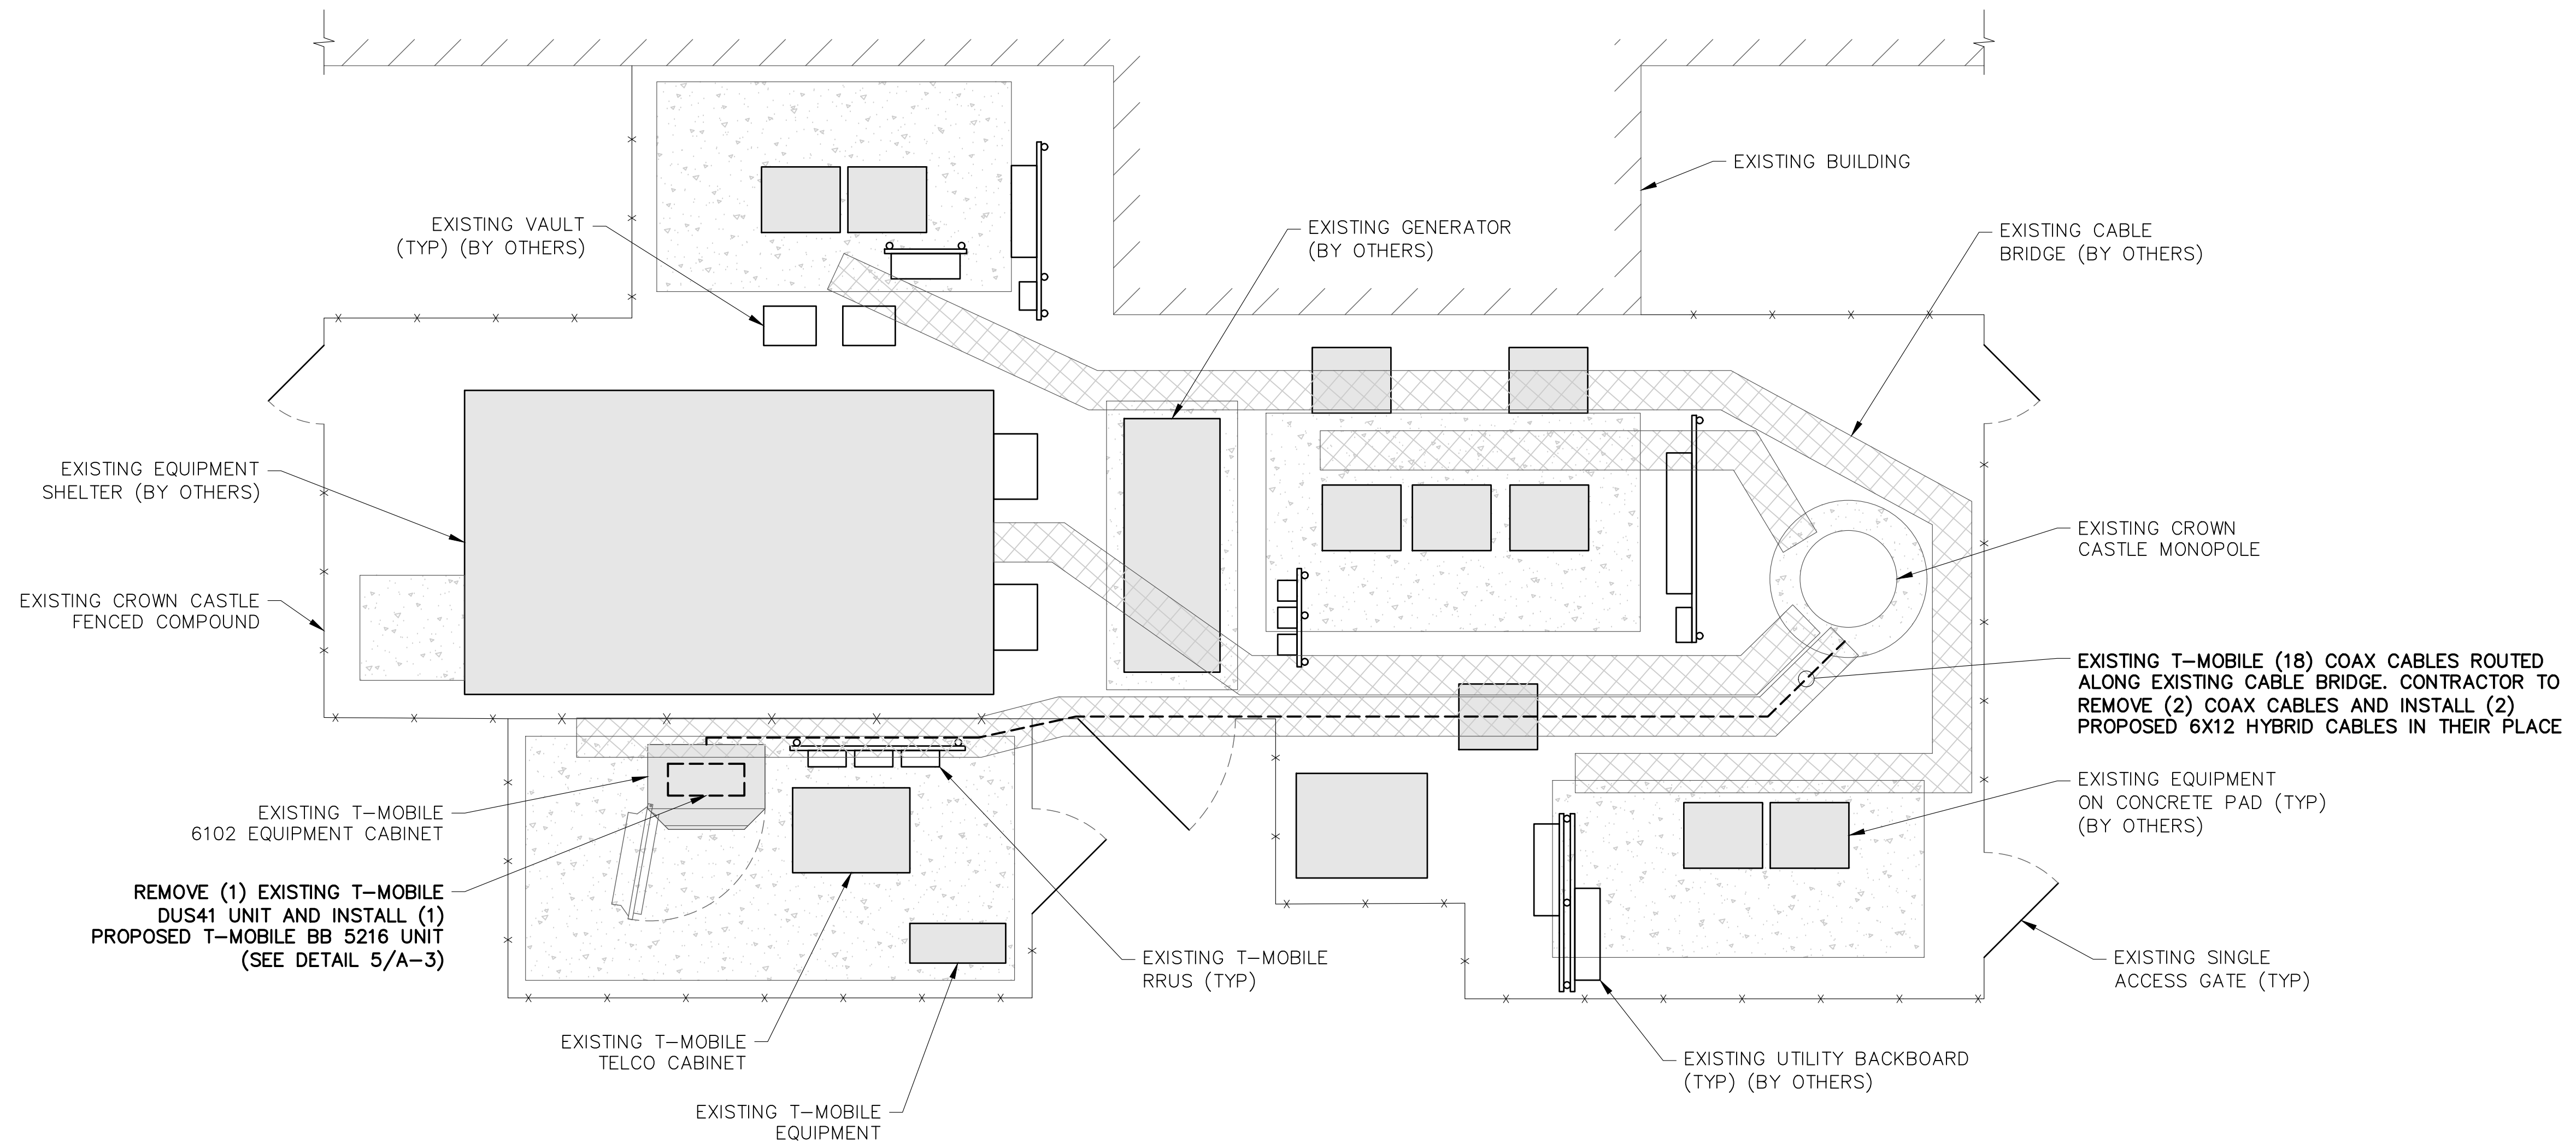 EXISTING BUILDING
EXISTING VAULT
(TYP) (BY OTHERS)
EXISTING GENERATOR
(BY OTHERS)
EXISTING CABLE
BRIDGE (BY OTHERS)
EXISTING EQUIPMENT
SHELTER (BY OTHERS)
EXISTING CROWN
CASTLE MONOPOLE
EXISTING CROWN CASTLE
FENCED COMPOUND
EXISTING T-MOBILE (18) COAX CABLES ROUTED
ALONG EXISTING CABLE BRIDGE. CONTRACTOR TO
REMOVE (2) COAX CABLES AND INSTALL (2)
PROPOSED 6X12 HYBRID CABLES IN THEIR PLACE
EXISTING EQUIPMENT
ON CONCRETE PAD (TYP)
(BY OTHERS)
EXISTING T-MOBILE
6102 EQUIPMENT CABINET
REMOVE (1) EXISTING T-MOBILE
DUS41 UNIT AND INSTALL (1)
PROPOSED T-MOBILE BB 5216 UNIT
(SEE DETAIL 5/A-3)
EXISTING T-MOBILE
RRUS (TYP)
EXISTING SINGLE
ACCESS GATE (TYP)
EXISTING T-MOBILE
TELCO CABINET
EXISTING UTILITY BACKBOARD
(TYP) (BY OTHERS)
EXISTING T-MOBILE
EQUIPMENT